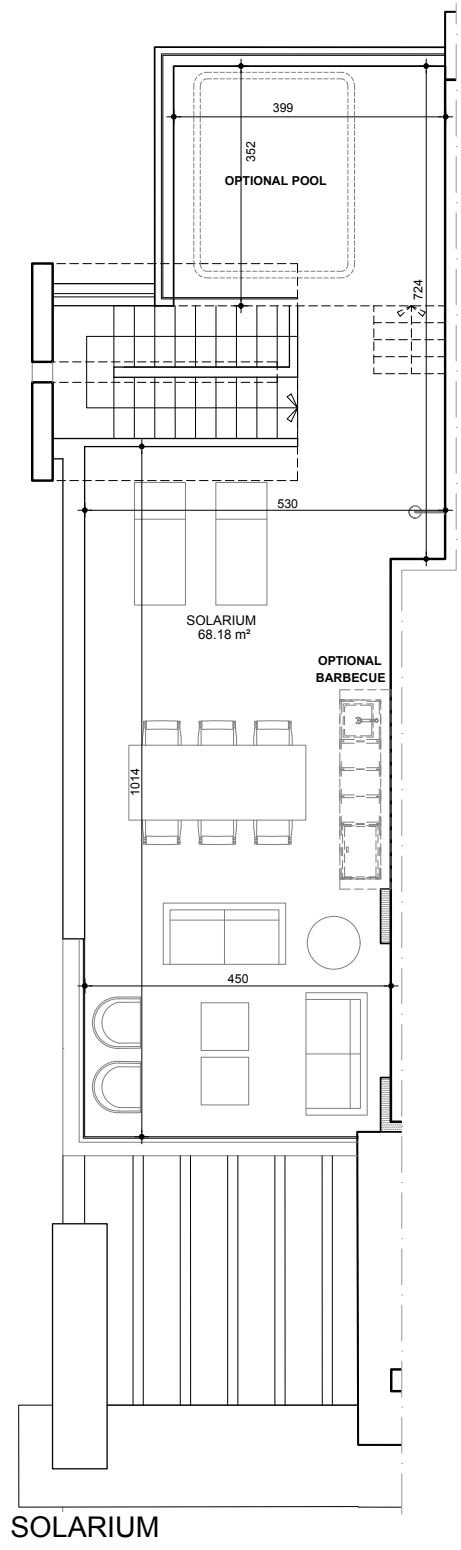 399
352
OPTIONAL POOL
724
530
SOLARIUM
68.18 m²
OPTIONAL
BARBECUE
1014
450
SOLARIUM